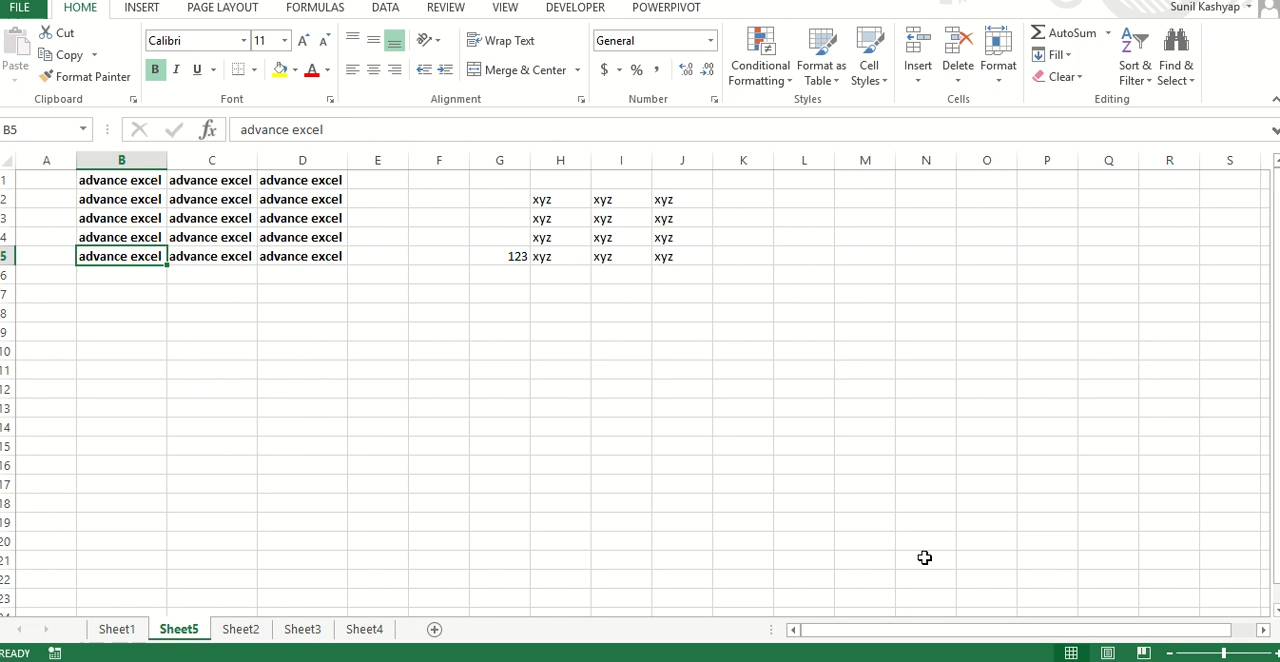 FILE HOME INSERT PAGE LAYOUT FORMULAS DATA REVIEW VIEW DEVELOPER POWERPIVOT Sunil Kashyap
Paste Cut Copy Format Painter Clipboard
Calibri 11 B I U A A A Font
Wrap Text Merge & Center Alignment
General $ % , .0 .00 Number
Conditional Formatting Format as Table Cell Styles Styles
Insert Delete Format Cells
AutoSum Fill Clear Sort & Filter Find & Select Editing
B5 fx advance excel
A B C D E F G H I J K L M N O P Q R S
1 advance excel advance excel advance excel
2 advance excel advance excel advance excel xyz xyz xyz
3 advance excel advance excel advance excel xyz xyz xyz
4 advance excel advance excel advance excel xyz xyz xyz
5 advance excel advance excel advance excel 123 xyz xyz xyz
6
7
8
9
10
11
12
13
14
15
16
17
18
19
20
21
22
23
Sheet1 Sheet5 Sheet2 Sheet3 Sheet4
READY